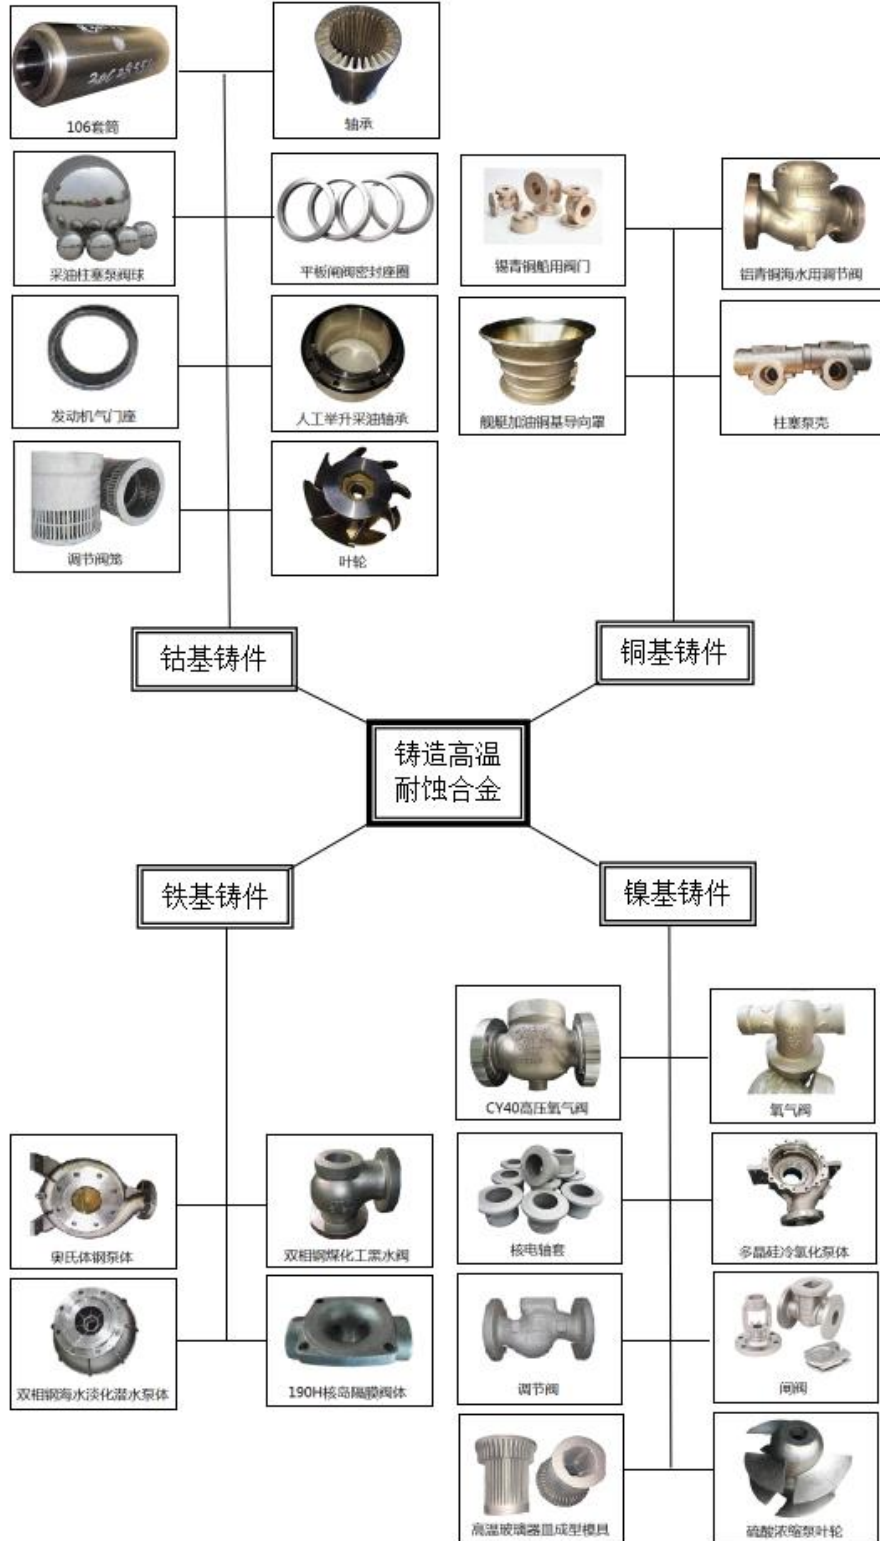 106套筒
轴承
采油柱塞泵阀球
平板闸阀密封座圈
锡青铜船用阀门
铝青铜海水用调节阀
发动机气门座
人工举升采油轴承
舰艇加油铜基导向罩
柱塞泵壳
调节阀笼
叶轮
钴基铸件
铜基铸件
铸造高温
耐蚀合金
铁基铸件
镍基铸件
CY40高压氧气阀
氧气阀
奥氏体钢泵体
双相钢煤化工黑水阀
核电轴套
多晶硅冷氢化泵体
双相钢海水淡化潜水泵体
190H核岛隔膜阀体
调节阀
闸阀
高温玻璃器皿成型模具
硫酸浓缩泵叶轮